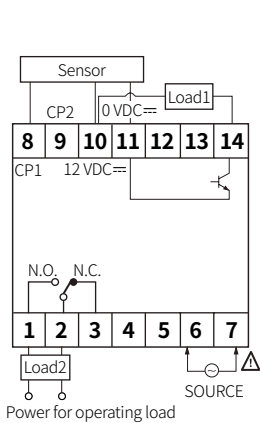 Sensor
Load1
CP2
0 VDC⎓
8 9 10 11 12 13 14
CP1
12 VDC⎓
N.O.
N.C.
1 2 3 4 5 6 7
Load2
SOURCE
Power for operating load